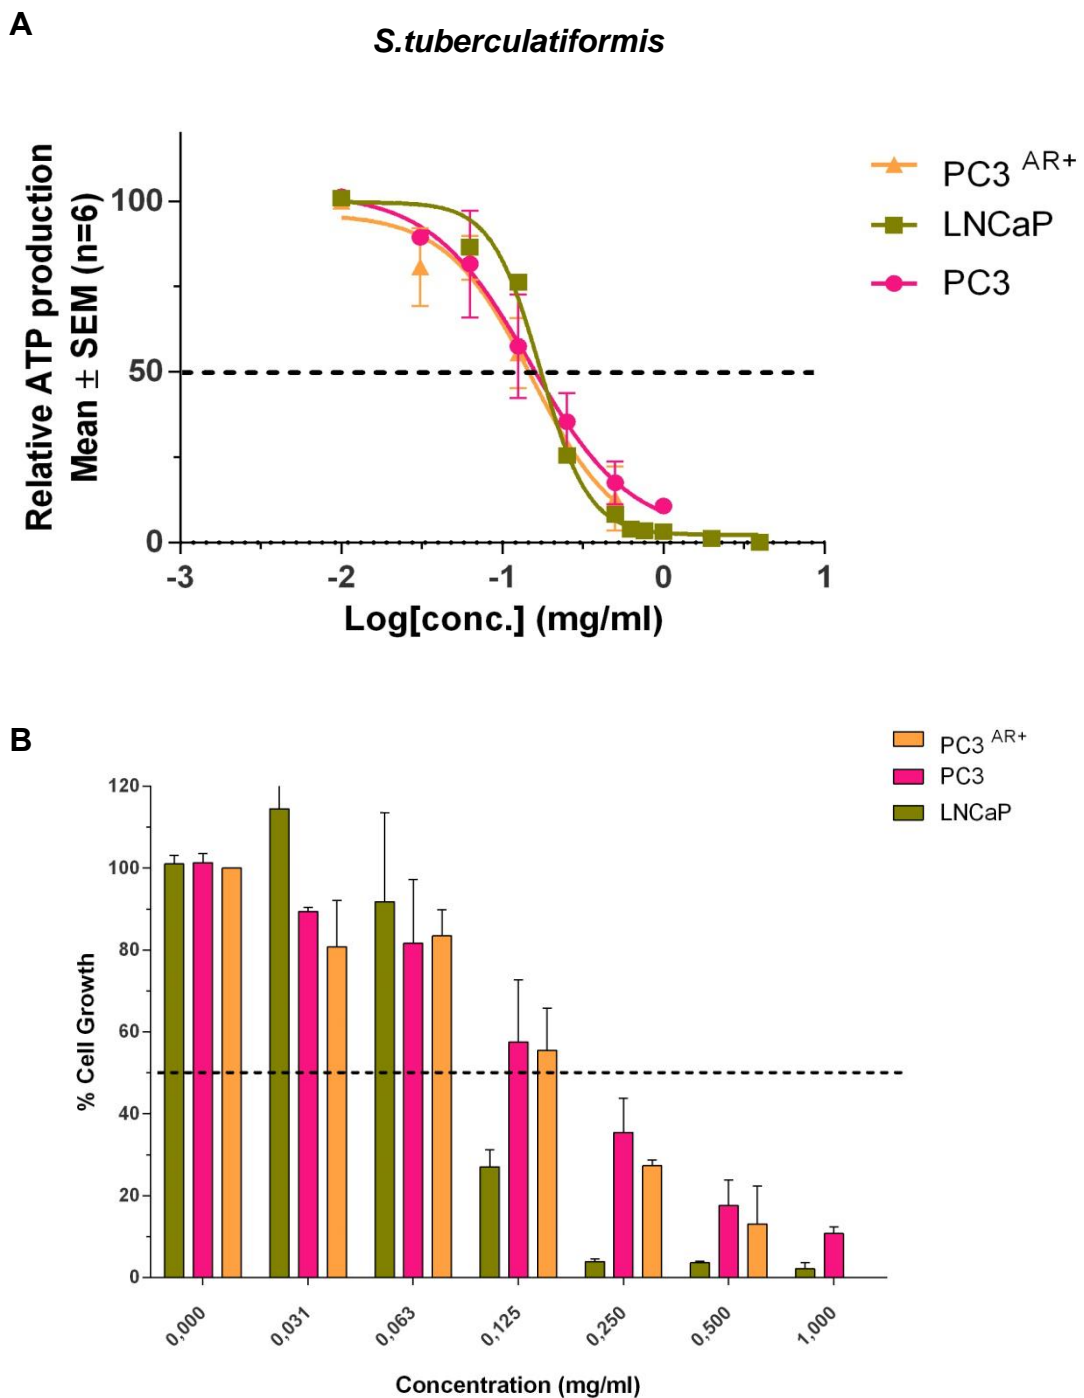 A
S.tuberculatiformis
Relative ATP production
Mean ± SEM (n=6)
100
50
0
-3
-2
-1
0
1
Log[conc.] (mg/ml)
PC3 AR+
LNCaP
PC3
B
PC3 AR+
PC3
LNCaP
% Cell Growth
120
100
80
60
40
20
0
0,000
0,031
0,063
0,125
0,250
0,500
1,000
Concentration (mg/ml)